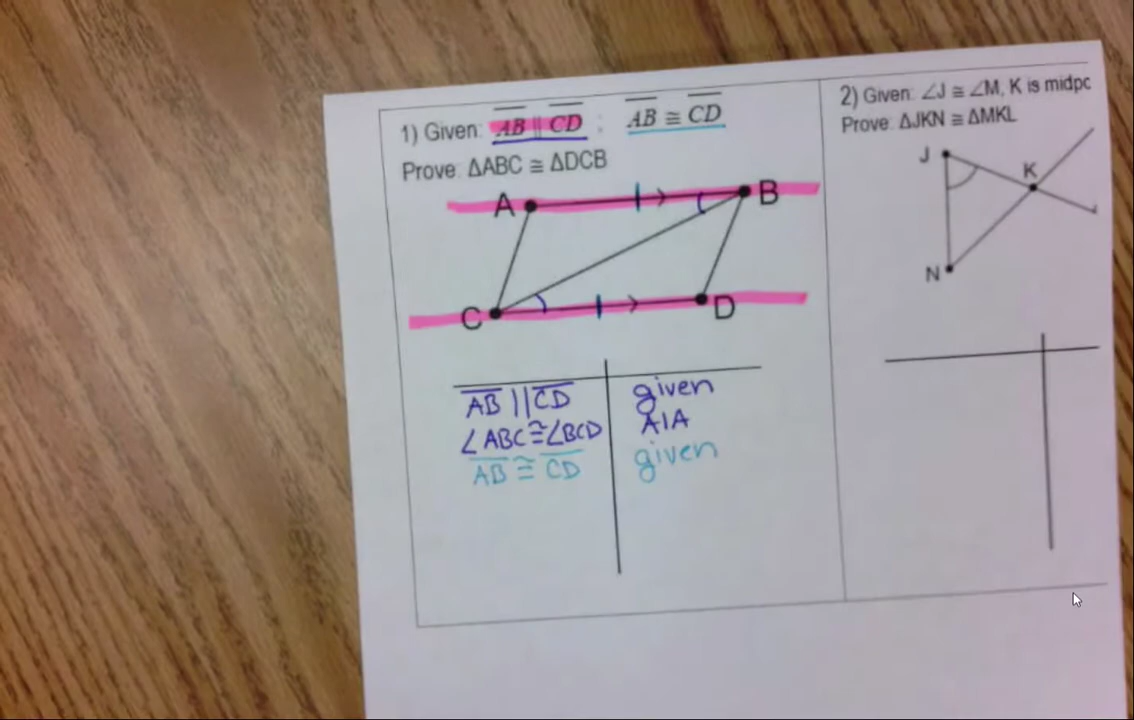 1) Given: AB || CD ; AB ≅ CD
Prove: ΔABC ≅ ΔDCB
A
B
C
D
AB || CD given
∠ABC ≅ ∠BCD AIA
AB ≅ CD given
2) Given: ∠J ≅ ∠M, K is midpo
Prove: ΔJKN ≅ ΔMKL
J
K
N